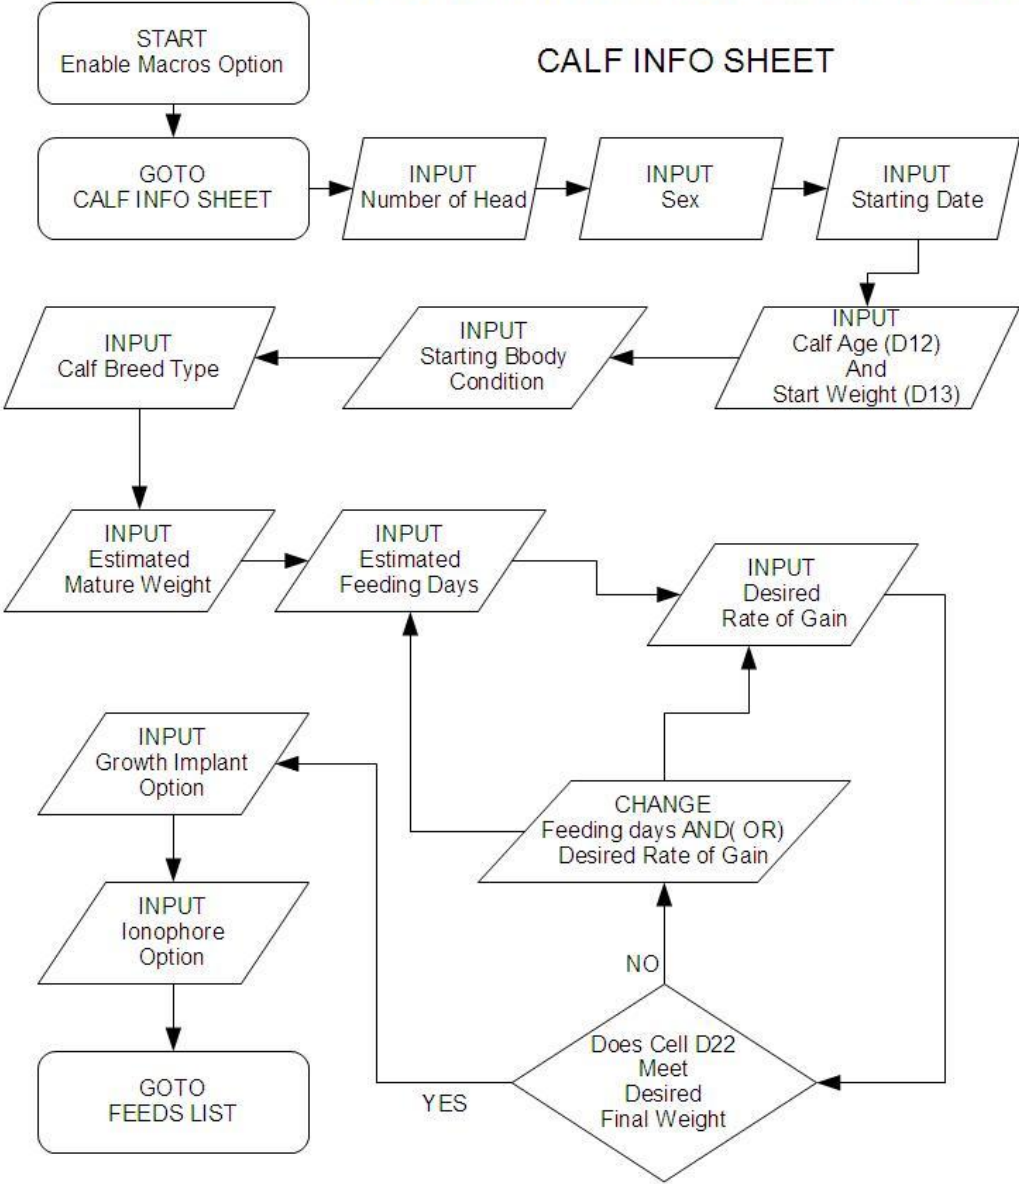 CALF INFO SHEET
START
Enable Macros Option
GOTO
CALF INFO SHEET
INPUT
Number of Head
INPUT
Sex
INPUT
Starting Date
INPUT
Calf Age (D12)
And
Start Weight (D13)
INPUT
Starting Bbody
Condition
INPUT
Calf Breed Type
INPUT
Estimated
Mature Weight
INPUT
Estimated
Feeding Days
INPUT
Desired
Rate of Gain
Does Cell D22
Meet
Desired
Final Weight
NO
CHANGE
Feeding days AND( OR)
Desired Rate of Gain
YES
INPUT
Growth Implant
Option
INPUT
Ionophore
Option
GOTO
FEEDS LIST